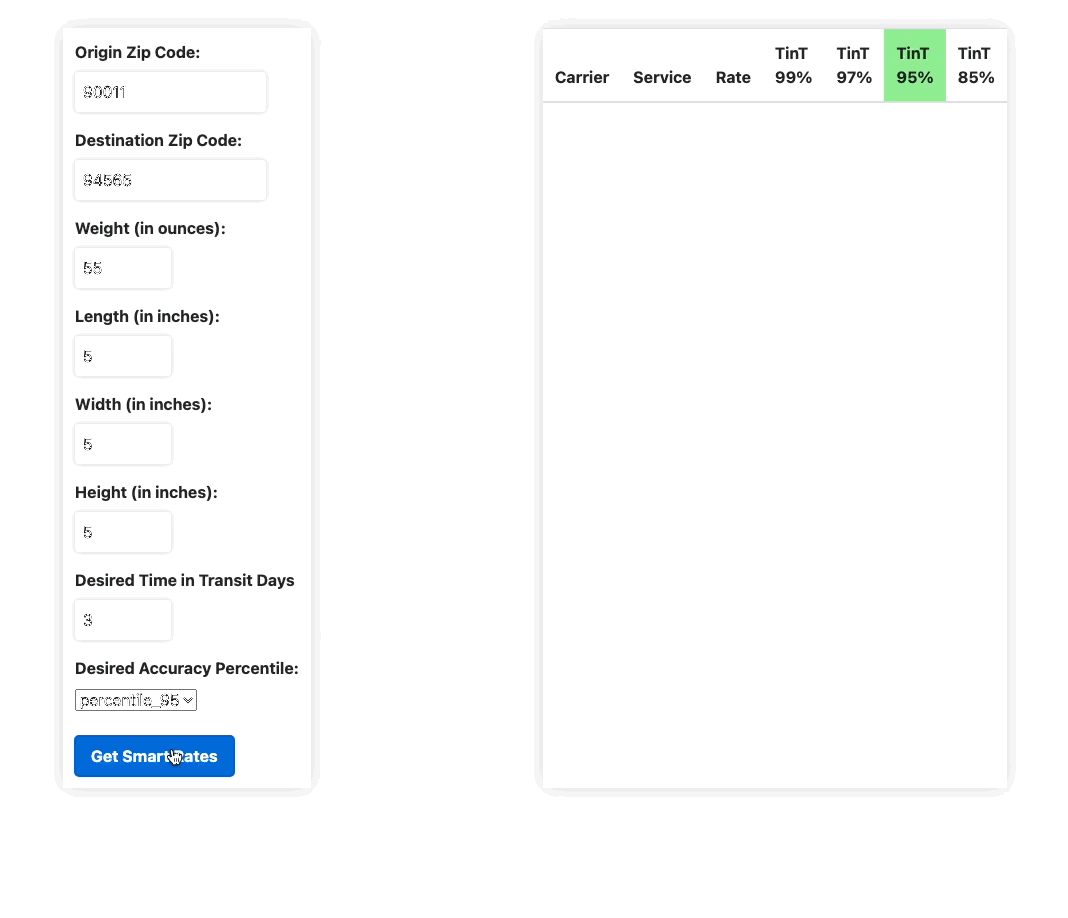 Origin Zip Code:
90011
Destination Zip Code:
94565
Weight (in ounces):
55
Length (in inches):
5
Width (in inches):
5
Height (in inches):
5
Desired Time in Transit Days
3
Desired Accuracy Percentile:
percentile_95
Get Smart Rates
Carrier Service Rate TinT 99% TinT 97% TinT 95% TinT 85%